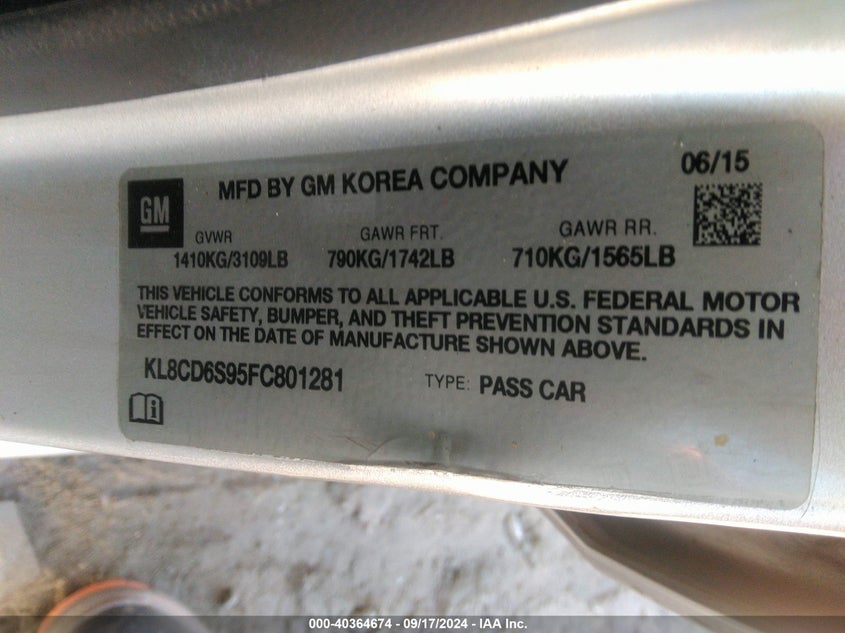 MFD BY GM KOREA COMPANY
06/15
GM
GVWR GAWR FRT. GAWR RR.
1410KG/3109LB 790KG/1742LB 710KG/1565LB
THIS VEHICLE CONFORMS TO ALL APPLICABLE U.S. FEDERAL MOTOR
VEHICLE SAFETY, BUMPER, AND THEFT PREVENTION STANDARDS IN
EFFECT ON THE DATE OF MANUFACTURE SHOWN ABOVE.
KL8CD6S95FC801281 TYPE: PASS CAR
000-40364674 - 09/17/2024 - IAA Inc.